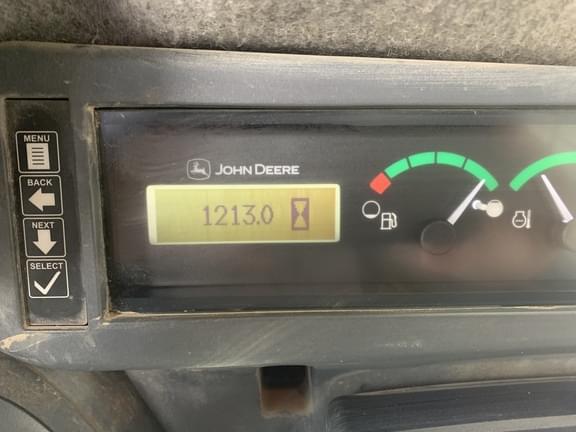 MENU
BACK
NEXT
SELECT
JOHN DEERE
1213.0